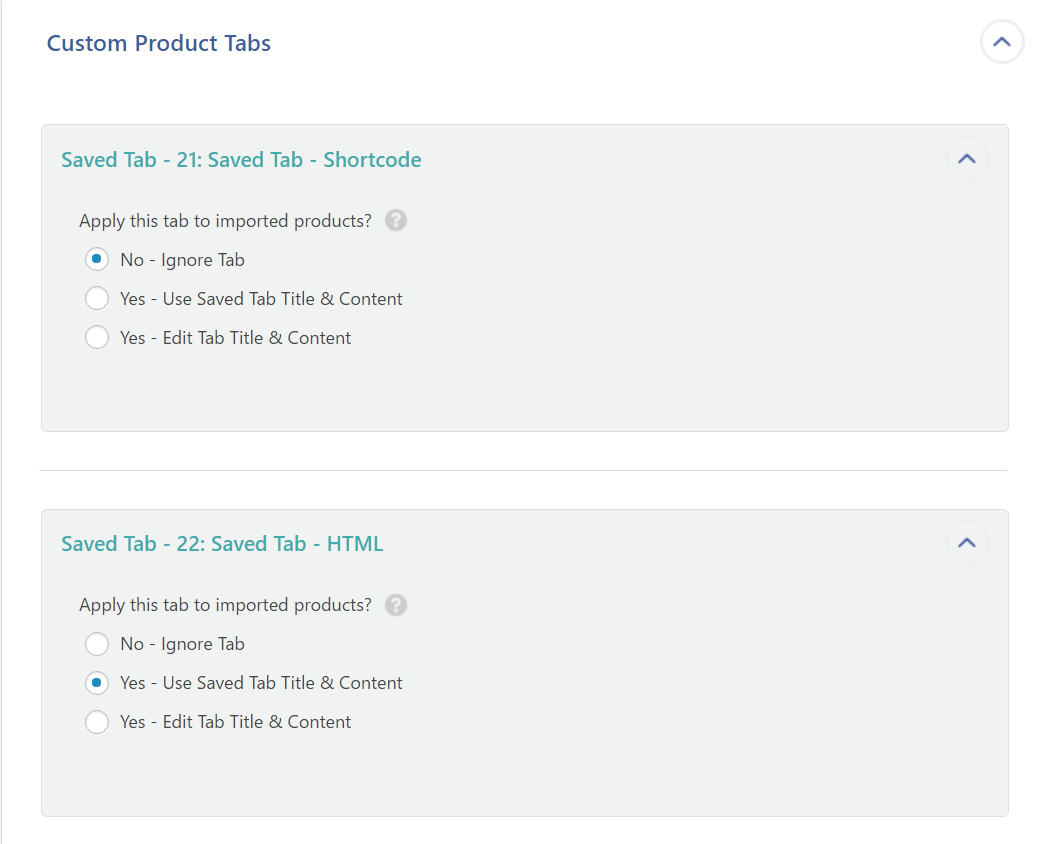 Custom Product Tabs
Saved Tab - 21: Saved Tab - Shortcode
Apply this tab to imported products? ?
No - Ignore Tab
Yes - Use Saved Tab Title & Content
Yes - Edit Tab Title & Content
Saved Tab - 22: Saved Tab - HTML
Apply this tab to imported products? ?
No - Ignore Tab
Yes - Use Saved Tab Title & Content
Yes - Edit Tab Title & Content